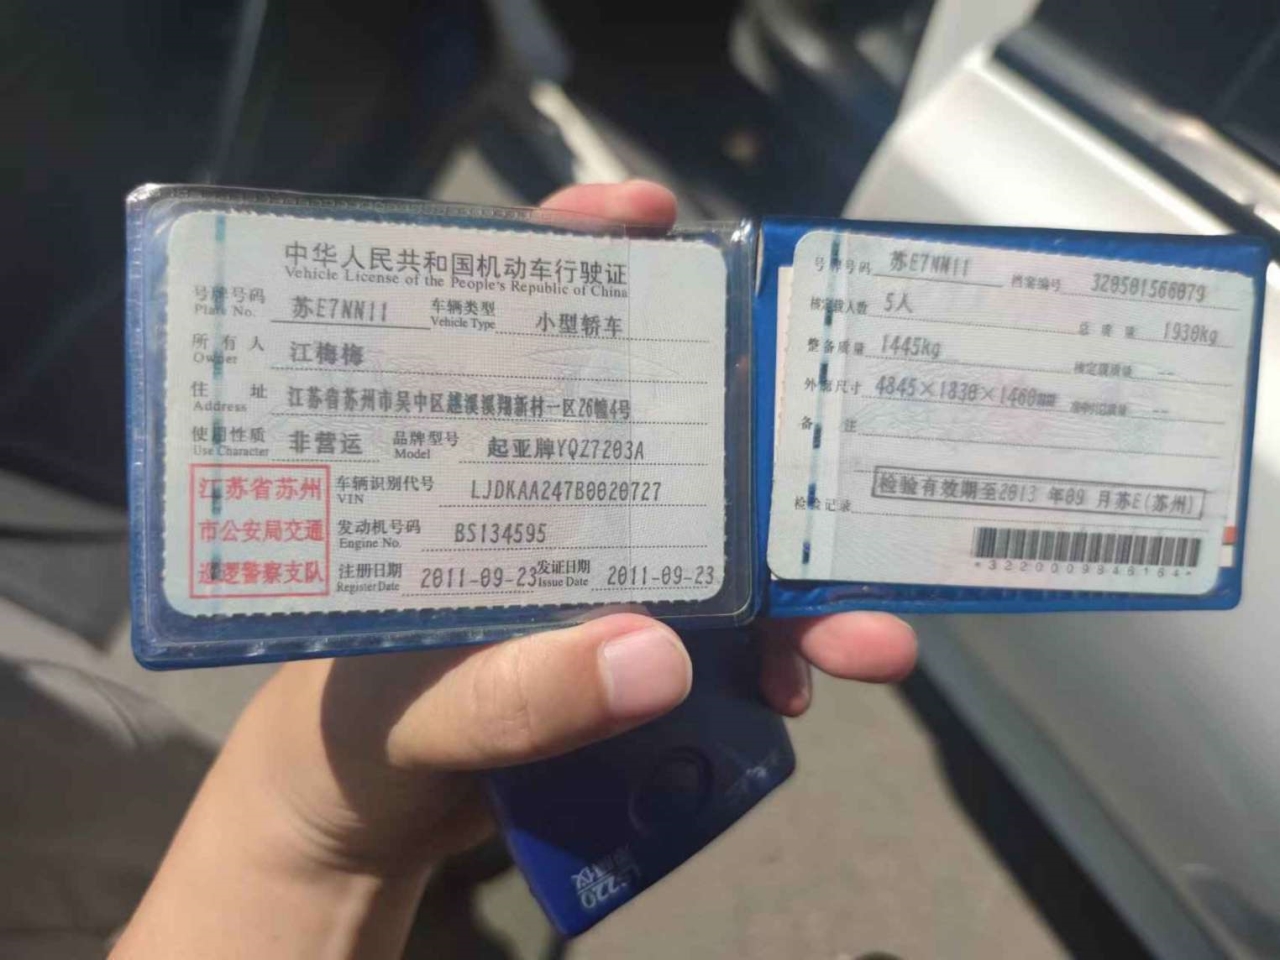 中华人民共和国机动车行驶证
Vehicle License of the People's Republic of China
号牌号码 苏E7NN11 车辆类型 小型轿车
Plate No. Vehicle Type
所有人 江梅梅
Owner
住址 江苏省苏州市吴中区越溪溪翔新村一区26幢4号
Address
使用性质 非营运 品牌型号 起亚牌YQZ7203A
Use Character Model
江苏省苏州
市公安局交通
巡逻警察支队
车辆识别代号 LJDKAA247B0020727
VIN
发动机号码 BS134595
Engine No.
注册日期 2011-09-23 发证日期 2011-09-23
Register Date Issue Date
号牌号码 苏E7NN11 档案编号 320501566079
核定载人数 5人 总质量 1930kg
整备质量 1445kg 核定载质量 --
外廓尺寸 4845×1830×1460 --
备注
检验记录 检验有效期至2013年09月苏E(苏州)